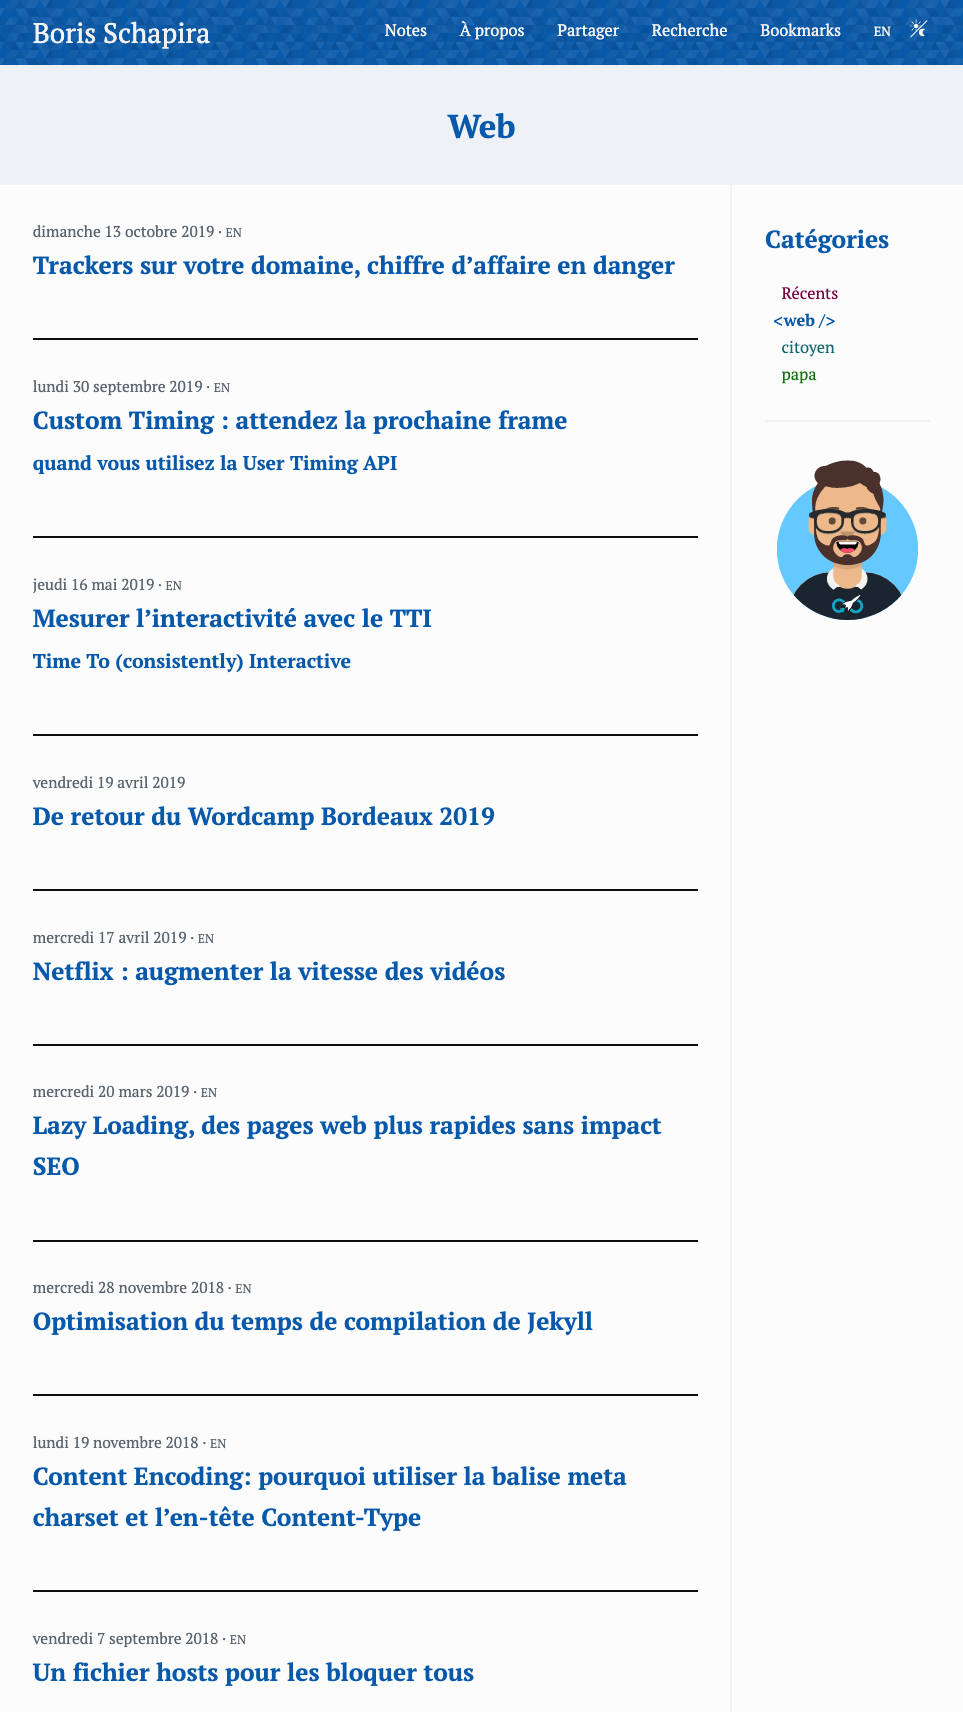 Boris Schapira
Notes
À propos
Partager
Recherche
Bookmarks
EN
Web
dimanche 13 octobre 2019 · EN
Trackers sur votre domaine, chiffre d’affaire en danger
lundi 30 septembre 2019 · EN
Custom Timing : attendez la prochaine frame
quand vous utilisez la User Timing API
jeudi 16 mai 2019 · EN
Mesurer l’interactivité avec le TTI
Time To (consistently) Interactive
vendredi 19 avril 2019
De retour du Wordcamp Bordeaux 2019
mercredi 17 avril 2019 · EN
Netflix : augmenter la vitesse des vidéos
mercredi 20 mars 2019 · EN
Lazy Loading, des pages web plus rapides sans impact
SEO
mercredi 28 novembre 2018 · EN
Optimisation du temps de compilation de Jekyll
lundi 19 novembre 2018 · EN
Content Encoding: pourquoi utiliser la balise meta
charset et l’en-tête Content-Type
vendredi 7 septembre 2018 · EN
Un fichier hosts pour les bloquer tous
Catégories
Récents
<web />
citoyen
papa